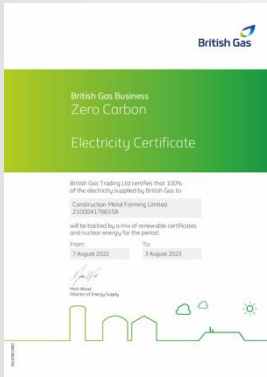 British Gas
British Gas Business
Zero Carbon
Electricity Certificate
British Gas Trading Ltd certifies that 100%
of the electricity supplied by British Gas to
Construction Metal Forming Limited
2100041766558
will be backed by a mix of renewable certificates
and nuclear energy for the period
From: To:
7 August 2022 3 August 2023
Director of Energy Supply